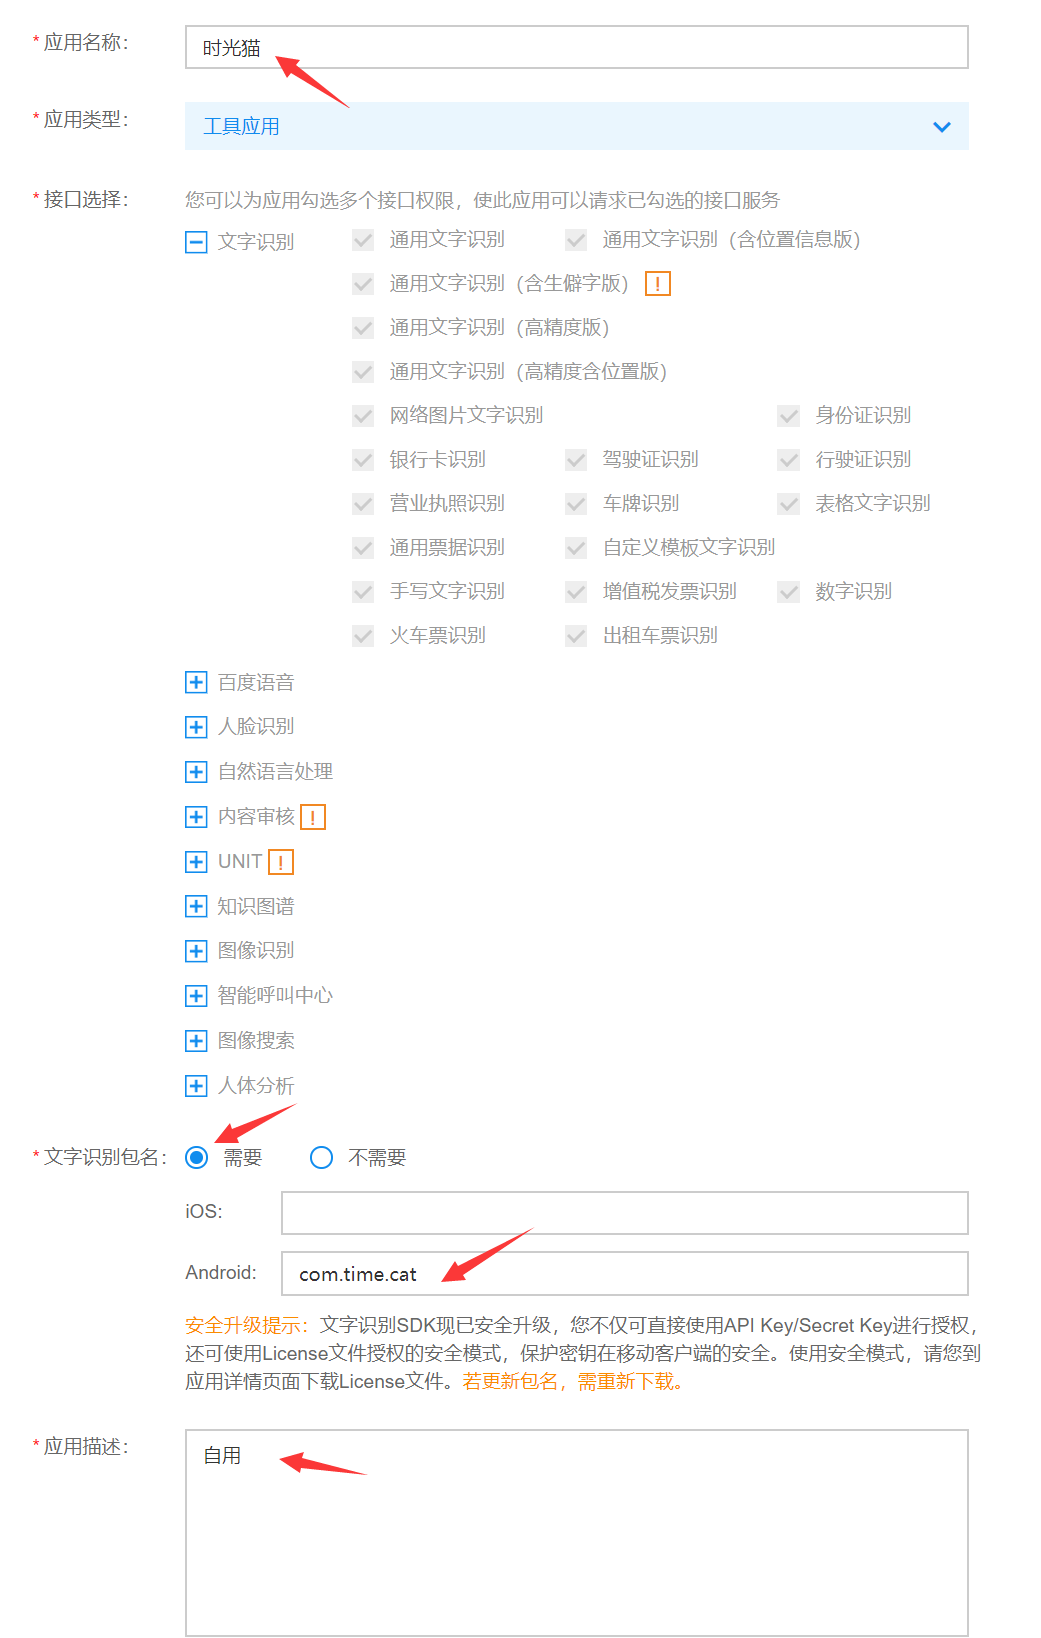 * 应用名称：
时光猫
* 应用类型：
工具应用
* 接口选择：
您可以为应用勾选多个接口权限，使此应用可以请求已勾选的接口服务
文字识别 通用文字识别 通用文字识别（含位置信息版）
通用文字识别（含生僻字版） !
通用文字识别（高精度版）
通用文字识别（高精度含位置版）
网络图片文字识别 身份证识别
银行卡识别 驾驶证识别 行驶证识别
营业执照识别 车牌识别 表格文字识别
通用票据识别 自定义模板文字识别
手写文字识别 增值税发票识别 数字识别
火车票识别 出租车票识别
百度语音
人脸识别
自然语言处理
内容审核 !
UNIT !
知识图谱
图像识别
智能呼叫中心
图像搜索
人体分析
* 文字识别包名： 需要 不需要
iOS:
Android: com.time.cat
安全升级提示：文字识别SDK现已安全升级，您不仅可直接使用API Key/Secret Key进行授权，
还可使用License文件授权的安全模式，保护密钥在移动客户端的安全。使用安全模式，请您到
应用详情页面下载License文件。若更新包名，需重新下载。
* 应用描述：
自用